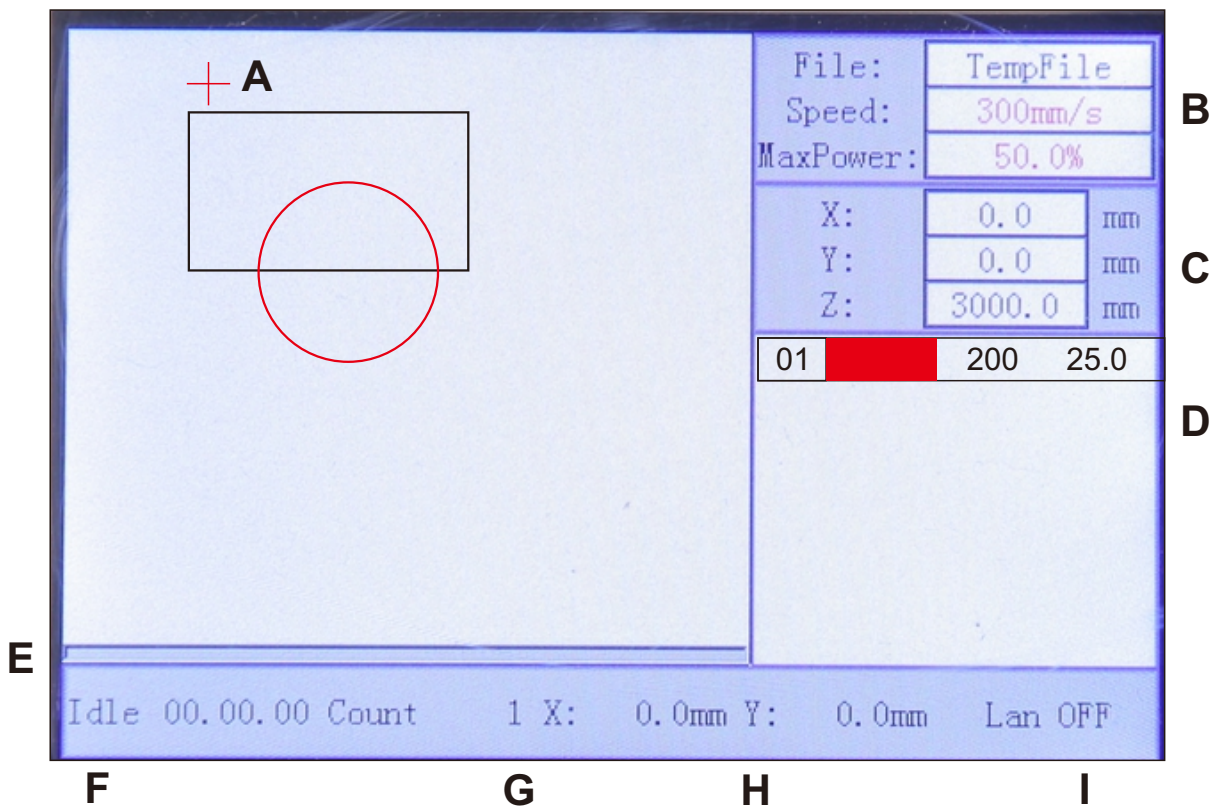 A
File: TempFile
Speed: 300mm/s
MaxPower: 50.0%
B
X: 0.0 mm
Y: 0.0 mm
Z: 3000.0 mm
C
01 200 25.0
D
E
Idle 00.00.00 Count 1 X: 0.0mm Y: 0.0mm Lan OFF
F G H I